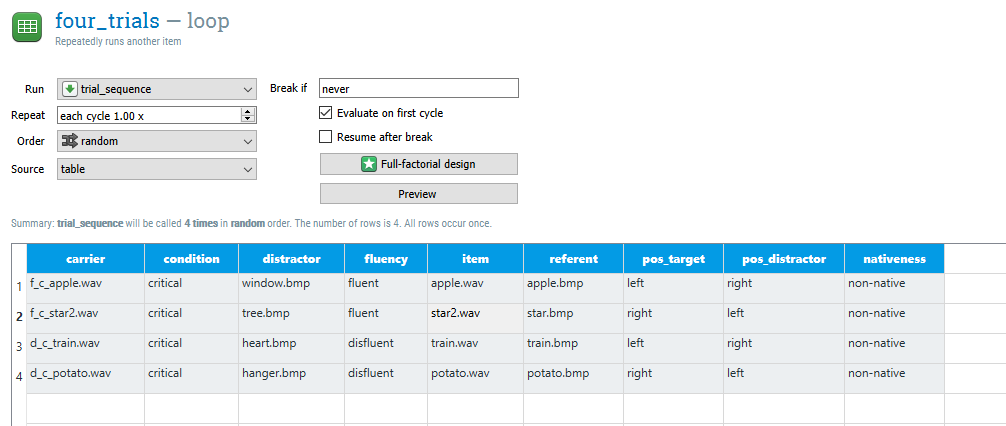 four_trials – loop
Repeatedly runs another item
Run trial_sequence Break if never
Repeat each cycle 1.00 x Evaluate on first cycle
Order random Resume after break
Source table Full-factorial design
Preview
Summary: trial_sequence will be called 4 times in random order. The number of rows is 4. All rows occur once.
carrier condition distractor fluency item referent pos_target pos_distractor nativeness
1 f_c_apple.wav critical window.bmp fluent apple.wav apple.bmp left right non-native
2 f_c_star2.wav critical tree.bmp fluent star2.wav star.bmp right left non-native
3 d_c_train.wav critical heart.bmp disfluent train.wav train.bmp left right non-native
4 d_c_potato.wav critical hanger.bmp disfluent potato.wav potato.bmp right left non-native